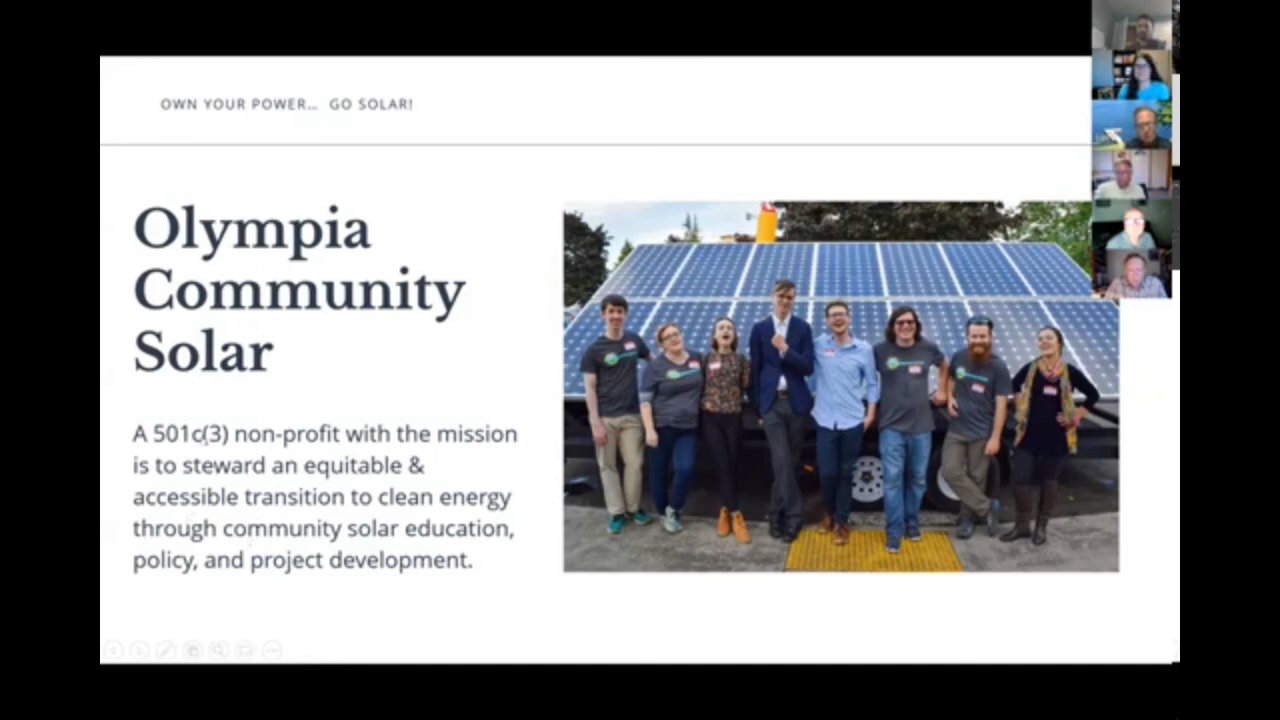 OWN YOUR POWER… GO SOLAR!
Olympia
Community
Solar
A 501c(3) non-profit with the mission
is to steward an equitable &
accessible transition to clean energy
through community solar education,
policy, and project development.